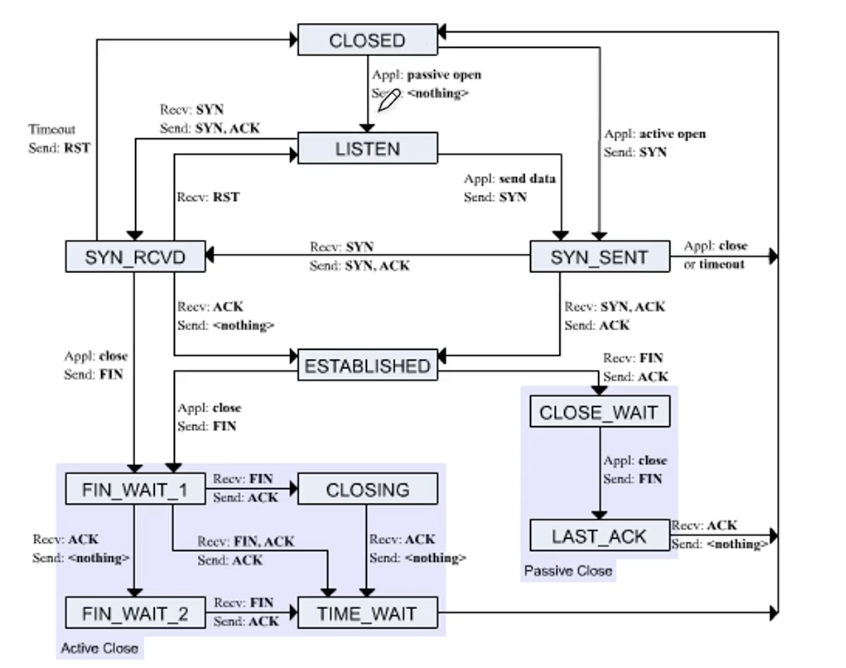 CLOSED
Appl: passive open
<nothing>
Recv: SYN
Send: SYN, ACK
Timeout
Send: RST
LISTEN
Appl: active open
Send: SYN
Appl: send data
Send: SYN
Recv: RST
SYN_RCVD
Recv: SYN
Send: SYN, ACK
SYN_SENT
Appl: close
or timeout
Recv: ACK
Send: <nothing>
Recv: SYN, ACK
Send: ACK
Appl: close
Send: FIN
ESTABLISHED
Recv: FIN
Send: ACK
Appl: close
Send: FIN
CLOSE_WAIT
Appl: close
Send: FIN
FIN_WAIT_1
Recv: FIN
Send: ACK
CLOSING
Recv: ACK
Send: <nothing>
Recv: FIN, ACK
Send: ACK
Recv: ACK
Send: <nothing>
LAST_ACK
Recv: ACK
Send: <nothing>
Passive Close
FIN_WAIT_2
Recv: FIN
Send: ACK
TIME_WAIT
Active Close